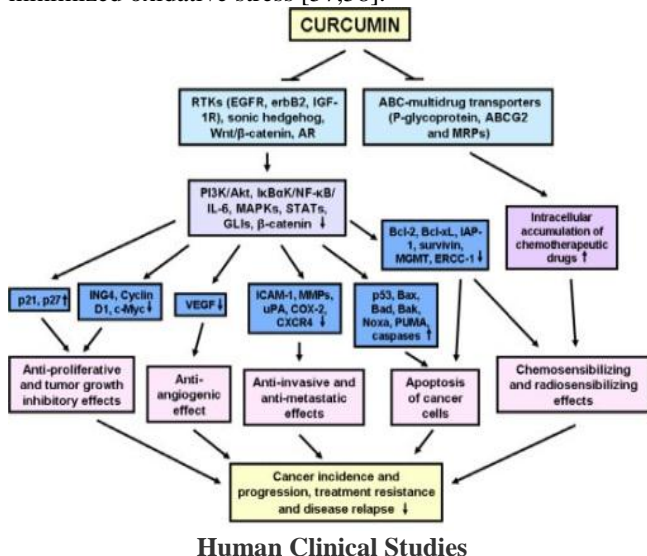 minimized oxidative stress [37,38].
CURCUMIN
RTKs (EGFR, erbB2, IGF-
1R), sonic hedgehog,
Wnt/β-catenin, AR
ABC-multidrug transporters
(P-glycoprotein, ABCG2
and MRPs)
PI3K/Akt, IκBαK/NF-κB/
IL-6, MAPKs, STATs,
GLIs, β-catenin ↓
Bcl-2, Bcl-xL, IAP-
1, survivin,
MGMT, ERCC-1↓
Intracellular
accumulation of
chemotherapeutic
drugs ↑
p21, p27↑
ING4, Cyclin
D1, c-Myc↓
VEGF↓
ICAM-1, MMPs,
uPA, COX-2,
CXCR4 ↓
p53, Bax,
Bad, Bak,
Noxa, PUMA,
caspases ↑
Anti-proliferative
and tumor growth
inhibitory effects
Anti-
angiogenic
effect
Anti-invasive and
anti-metastatic
effects
Apoptosis
of cancer
cells
Chemosensibilizing
and radiosensibilizing
effects
Cancer incidence and
progression, treatment resistance
and disease relapse ↓
Human Clinical Studies